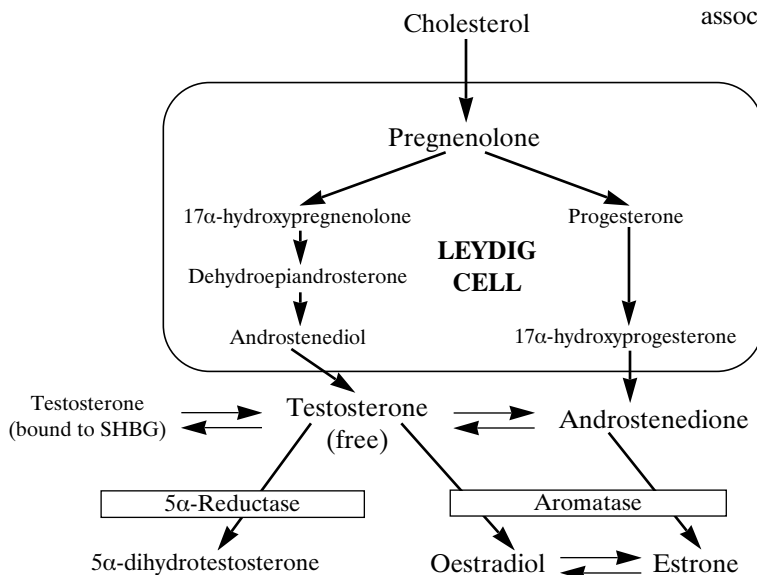 Cholesterol
assoc
Pregnenolone
17α-hydroxypregnenolone
Progesterone
LEYDIG
CELL
Dehydroepiandrosterone
Androstenediol
17α-hydroxyprogesterone
Testosterone
(bound to SHBG)
Testosterone
(free)
Androstenedione
5α-Reductase
Aromatase
5α-dihydrotestosterone
Oestradiol
Estrone